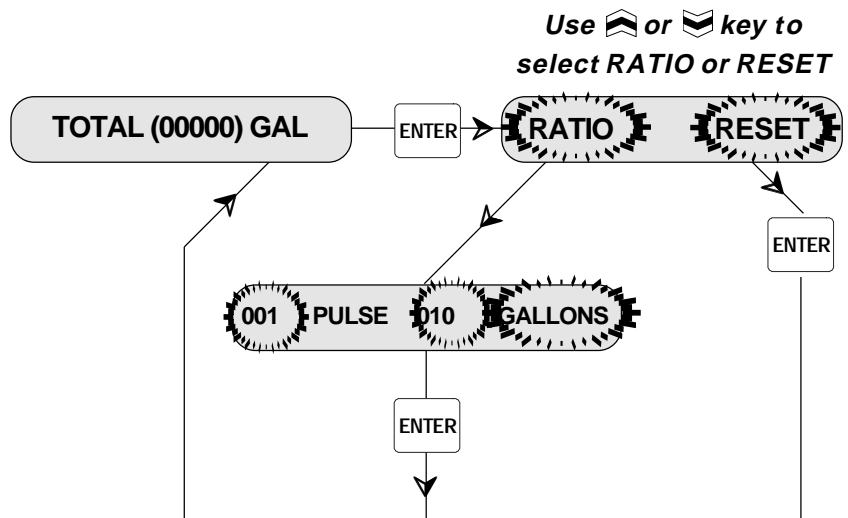 Use or key to
select RATIO or RESET
TOTAL (00000) GAL
ENTER
RATIO RESET
ENTER
001 PULSE 010 GALLONS
ENTER